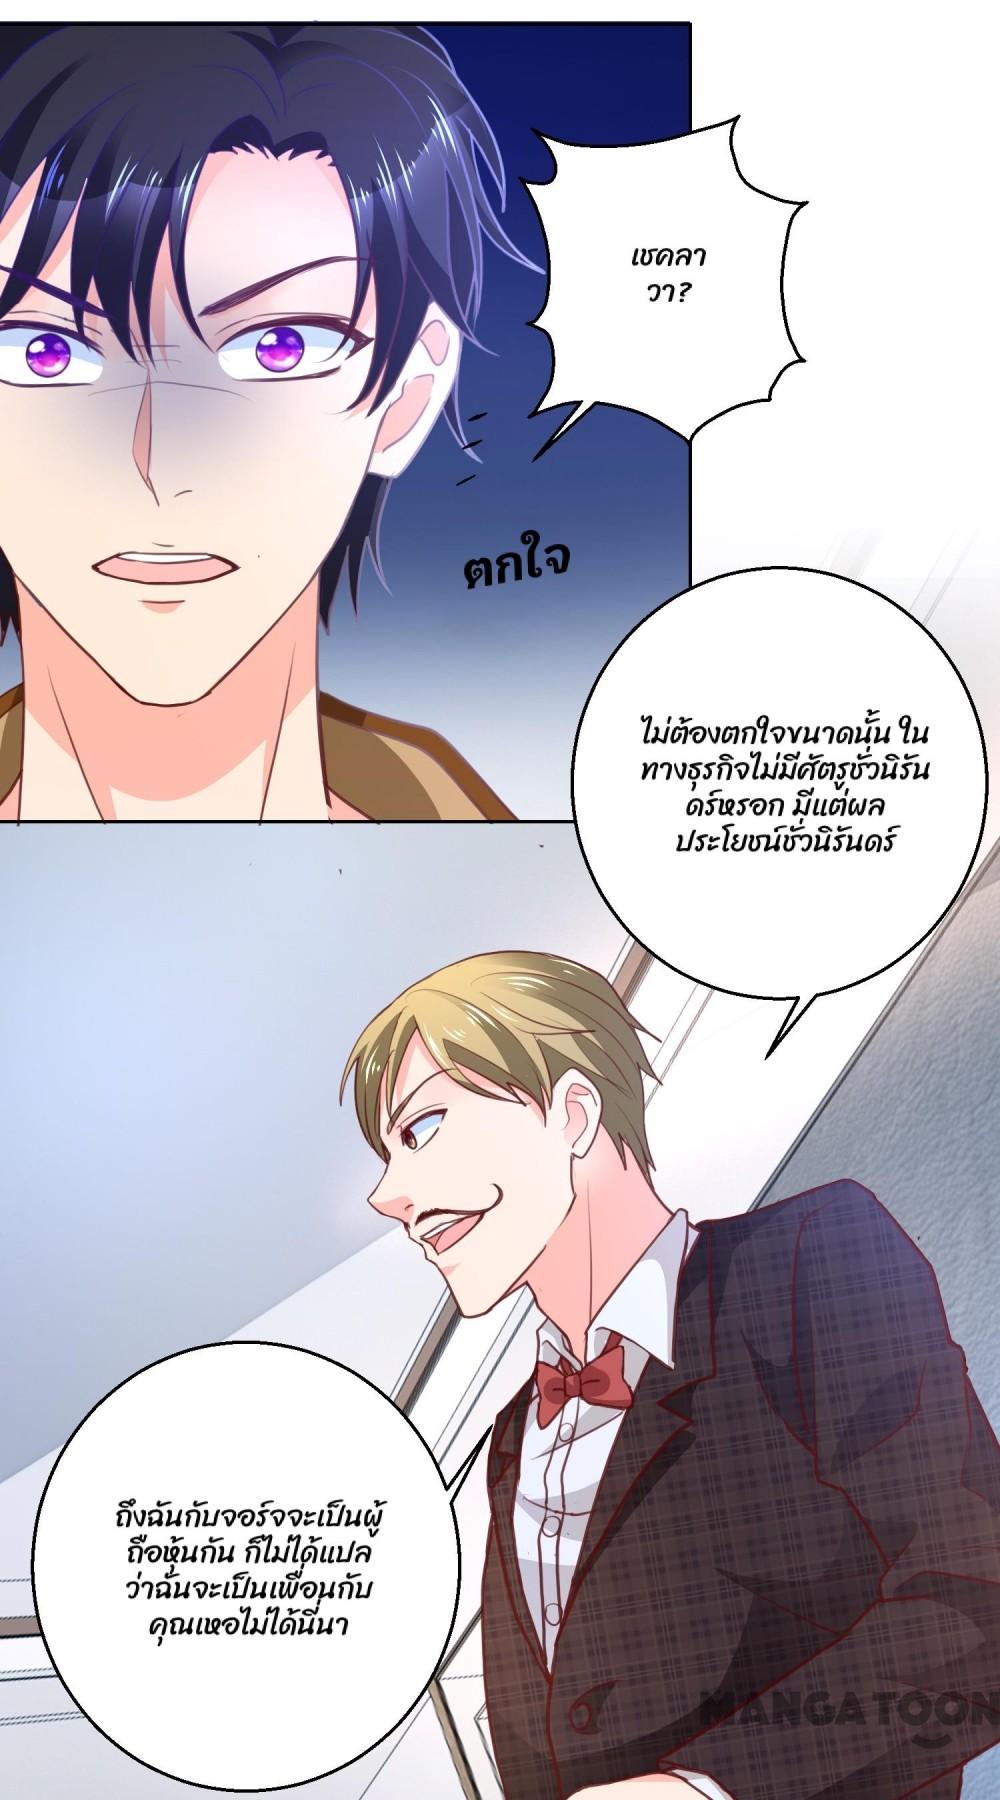 เชคลา
วา?
ตกใจ
ไม่ต้องตกใจขนาดนั้น ใน
ทางธุรกิจไม่มีศัตรูชั่วนิรัน
ดร์หรอก มีแต่ผล
ประโยชน์ชั่วนิรันดร์
ถึงฉันกับจอร์จจะเป็นผู้
ถือหุ้นกัน ก็ไม่ได้แปล
ว่าฉันจะเป็นเพื่อนกับ
คุณเหอไม่ได้นี่นา
MANGATOON